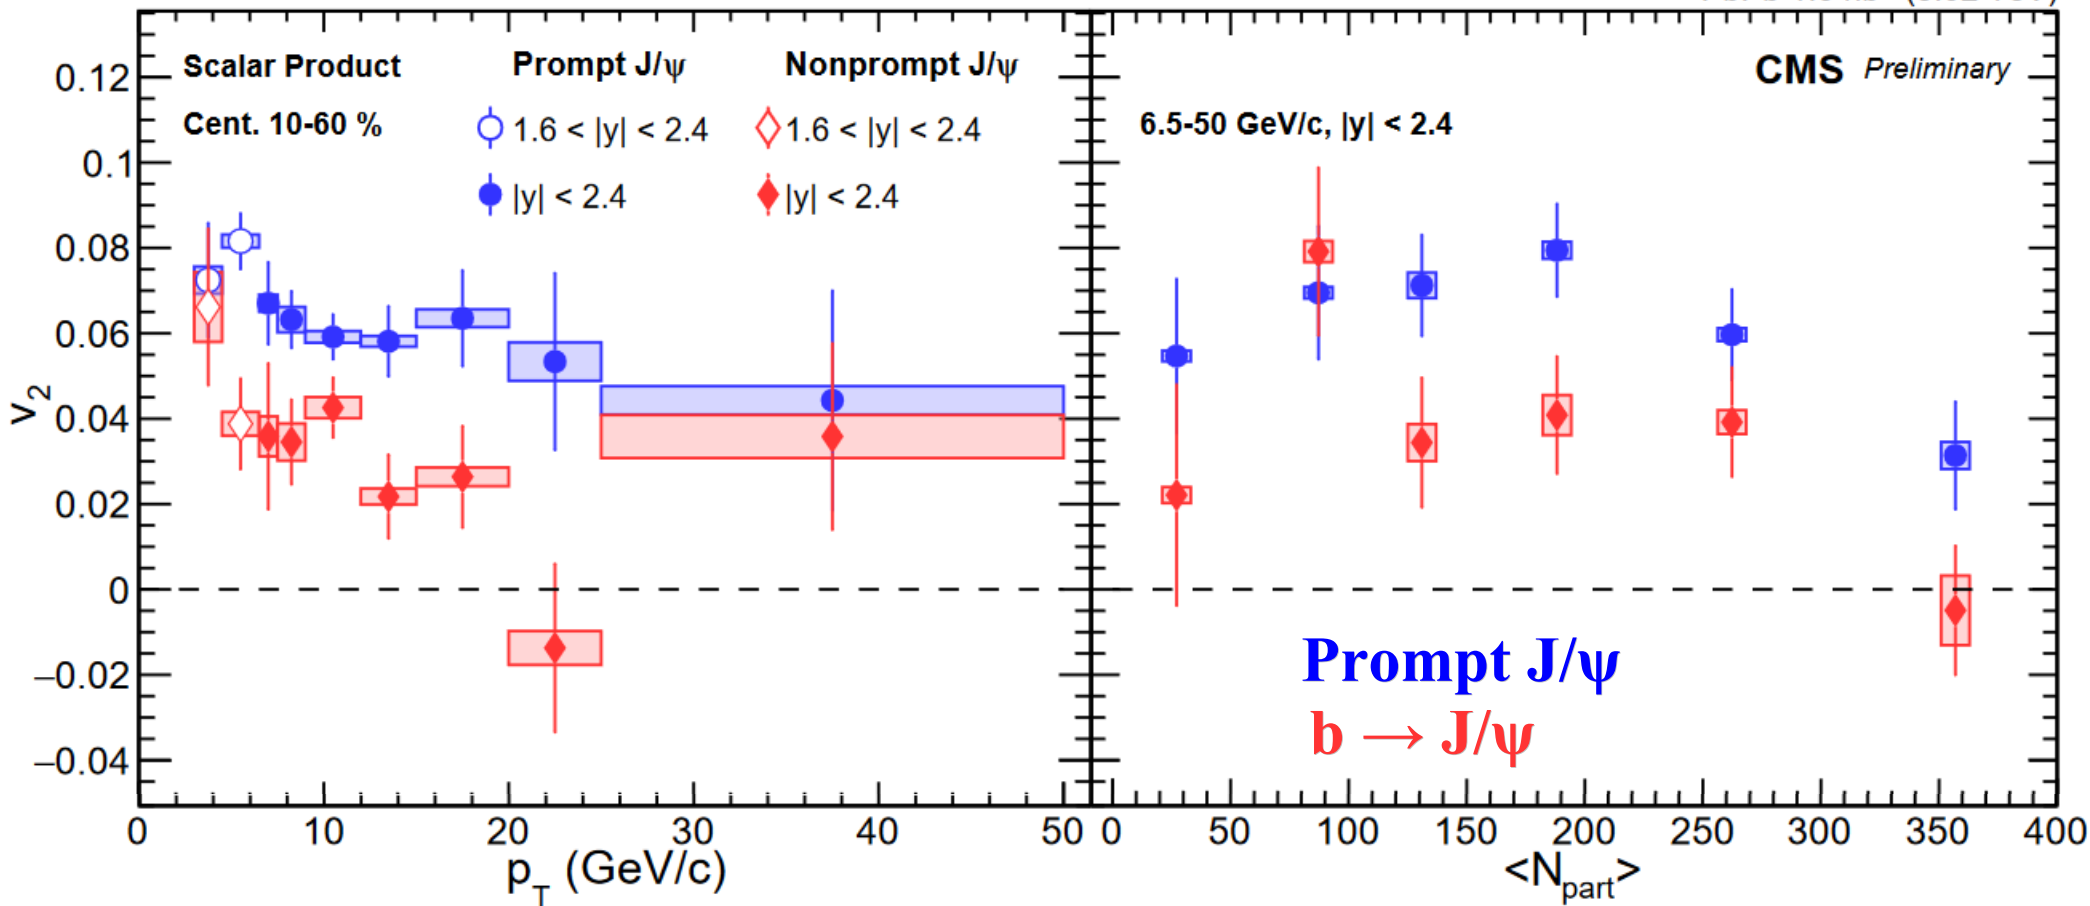 Scalar Product
Cent. 10-60 %
Prompt J/ψ
1.6 < |y| < 2.4
|y| < 2.4
Nonprompt J/ψ
1.6 < |y| < 2.4
|y| < 2.4
v2
0.12
0.1
0.08
0.06
0.04
0.02
0
−0.02
−0.04
0 10 20 30 40 50
pT (GeV/c)
CMS Preliminary
6.5-50 GeV/c, |y| < 2.4
Prompt J/ψ
b → J/ψ
0 50 100 150 200 250 300 350 400
<Npart>